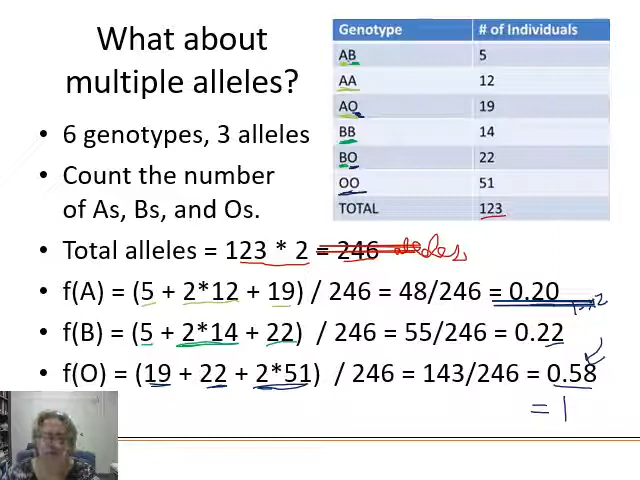 What about
multiple alleles?
• 6 genotypes, 3 alleles
• Count the number
of As, Bs, and Os.
Genotype # of Individuals
AB 5
AA 12
AO 19
BB 14
BO 22
OO 51
TOTAL 123
• Total alleles = 123 * 2 = 246 alleles
• f(A) = (5 + 2*12 + 19) / 246 = 48/246 = 0.20
• f(B) = (5 + 2*14 + 22) / 246 = 55/246 = 0.22
• f(O) = (19 + 22 + 2*51) / 246 = 143/246 = 0.58
= 1